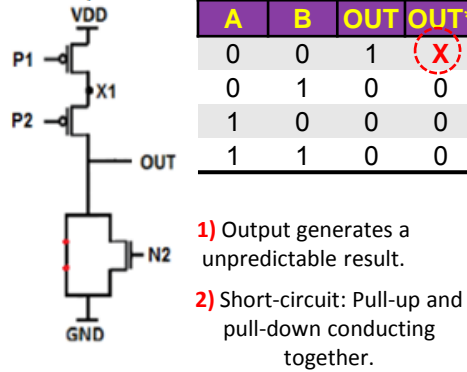 VDD
P1
X1
P2
OUT
N2
GND
A B OUT OUT*
0 0 1 X
0 1 0 0
1 0 0 0
1 1 0 0
1) Output generates a
unpredictable result.
2) Short-circuit: Pull-up and
pull-down conducting
together.